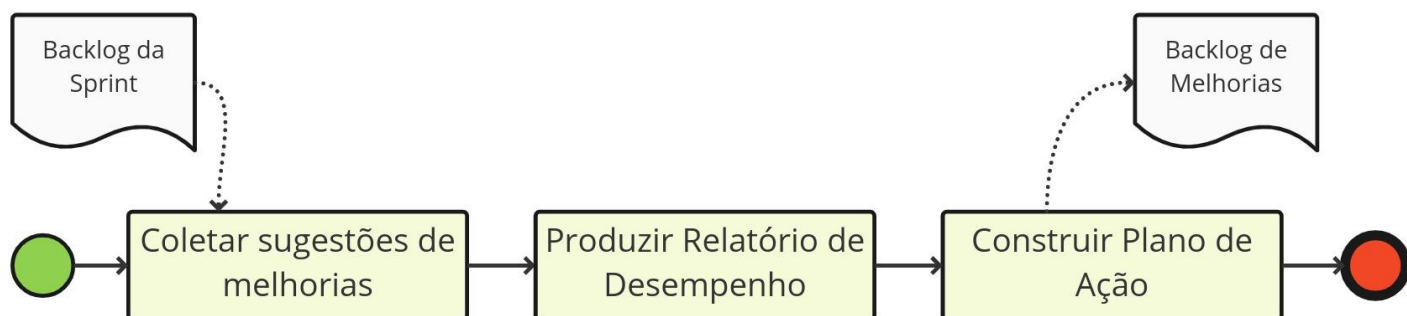 Backlog da
Sprint
Backlog de
Melhorias
Coletar sugestões de
melhorias
Produzir Relatório de
Desempenho
Construir Plano de
Ação